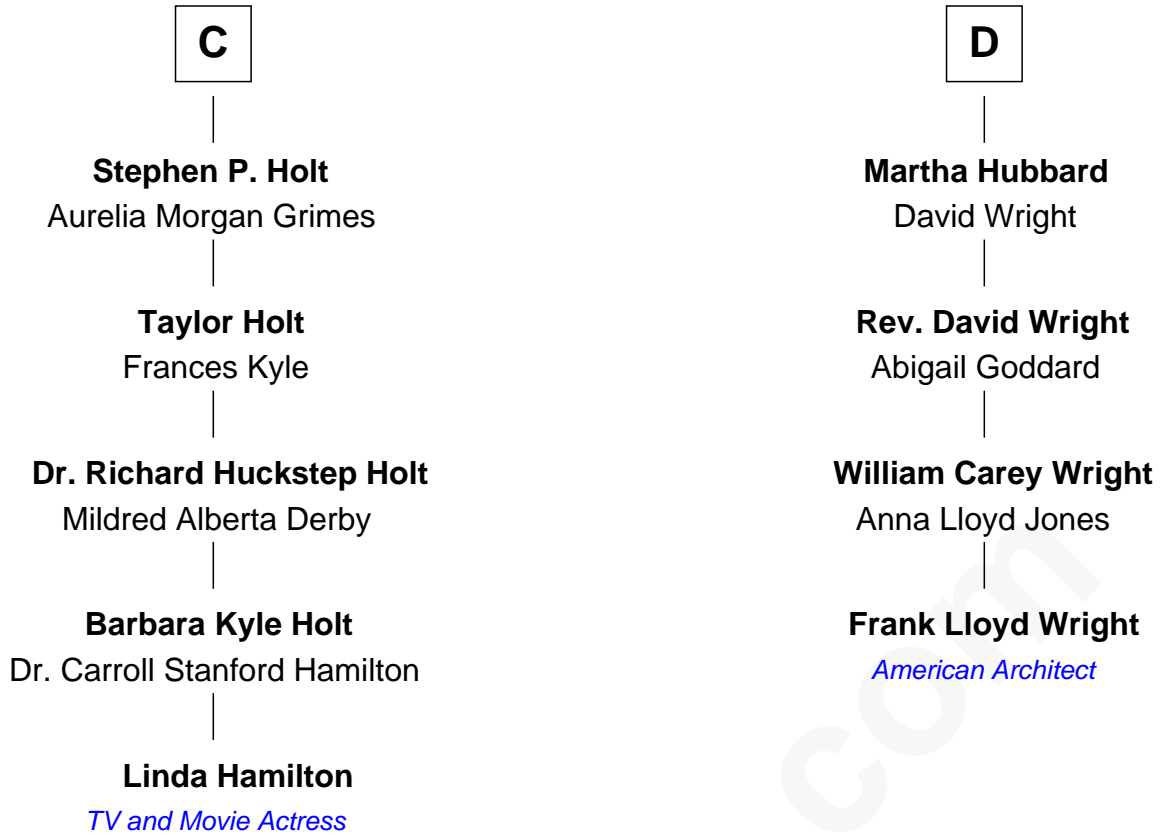 C
Stephen P. Holt
Aurelia Morgan Grimes
Taylor Holt
Frances Kyle
Dr. Richard Huckstep Holt
Mildred Alberta Derby
Barbara Kyle Holt
Dr. Carroll Stanford Hamilton
Linda Hamilton
TV and Movie Actress
D
Martha Hubbard
David Wright
Rev. David Wright
Abigail Goddard
William Carey Wright
Anna Lloyd Jones
Frank Lloyd Wright
American Architect
com